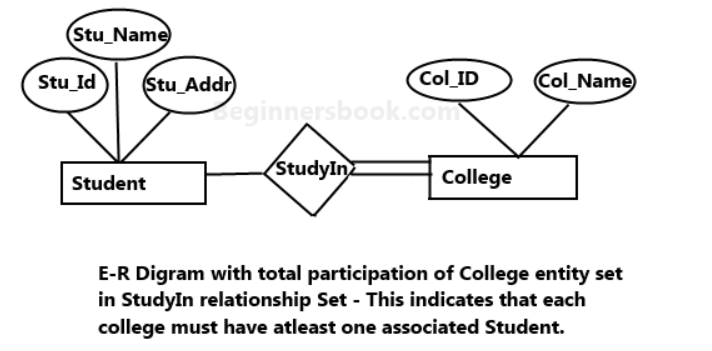 Stu_Name
Stu_Id
Stu_Addr
Col_ID
Col_Name
Beginnersbook.com
Student
StudyIn
College
E-R Digram with total participation of College entity set
in StudyIn relationship Set - This indicates that each
college must have atleast one associated Student.